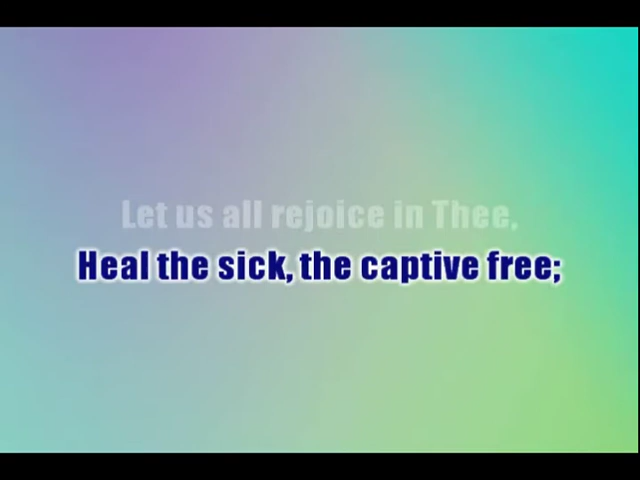 Let us all rejoice in Thee.
Heal the sick, the captive free;